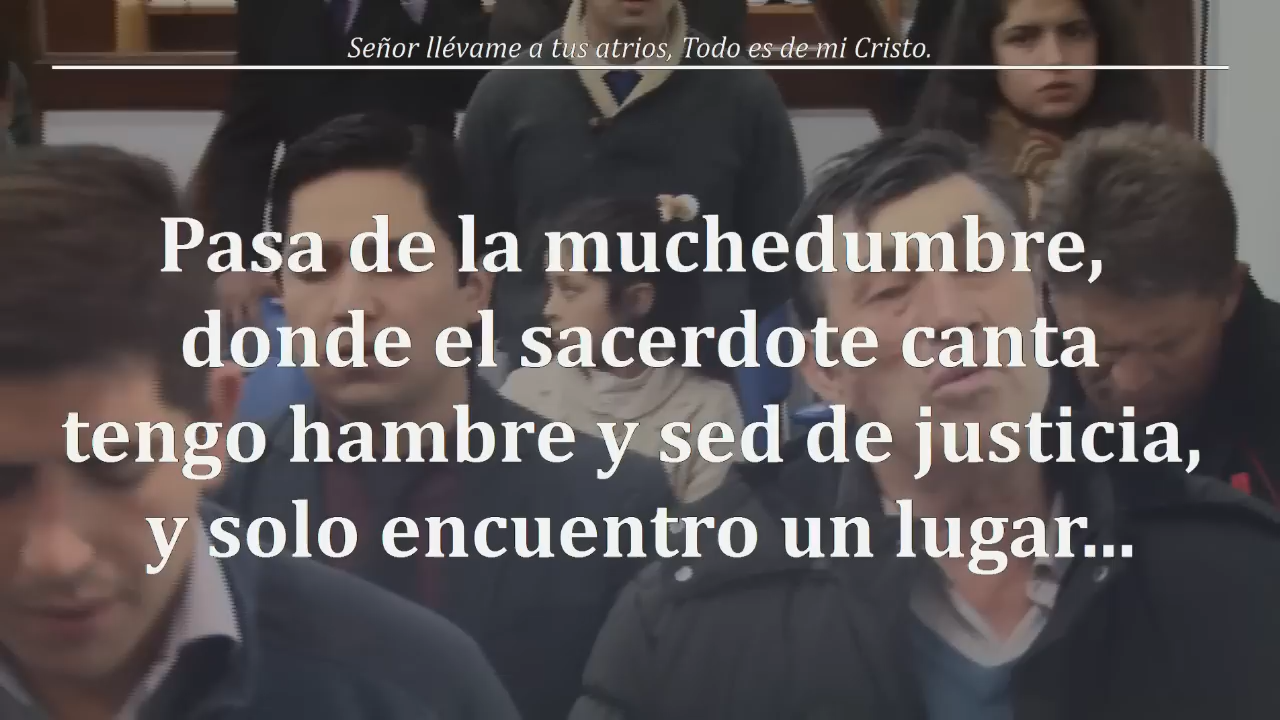 Señor llévame a tus atrios, Todo es de mi Cristo.
Pasa de la muchedumbre,
donde el sacerdote canta
tengo hambre y sed de justicia,
y solo encuentro un lugar...